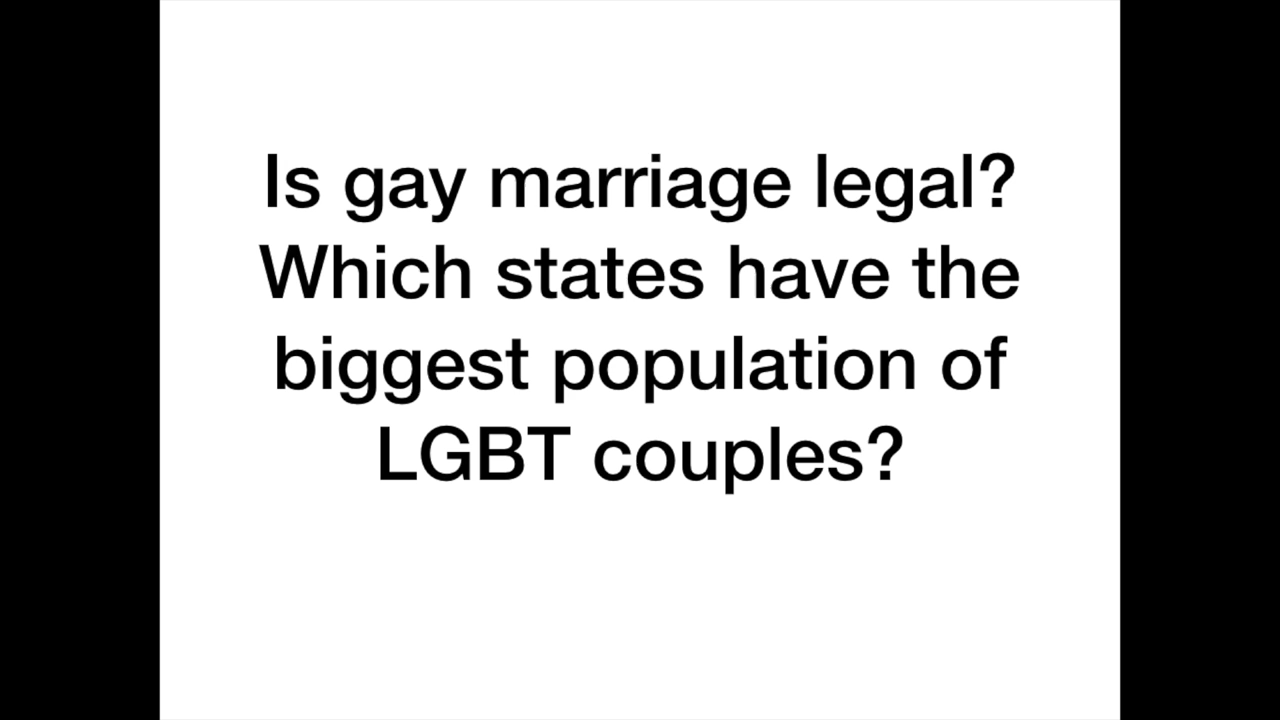 Is gay marriage legal?
Which states have the
biggest population of
LGBT couples?